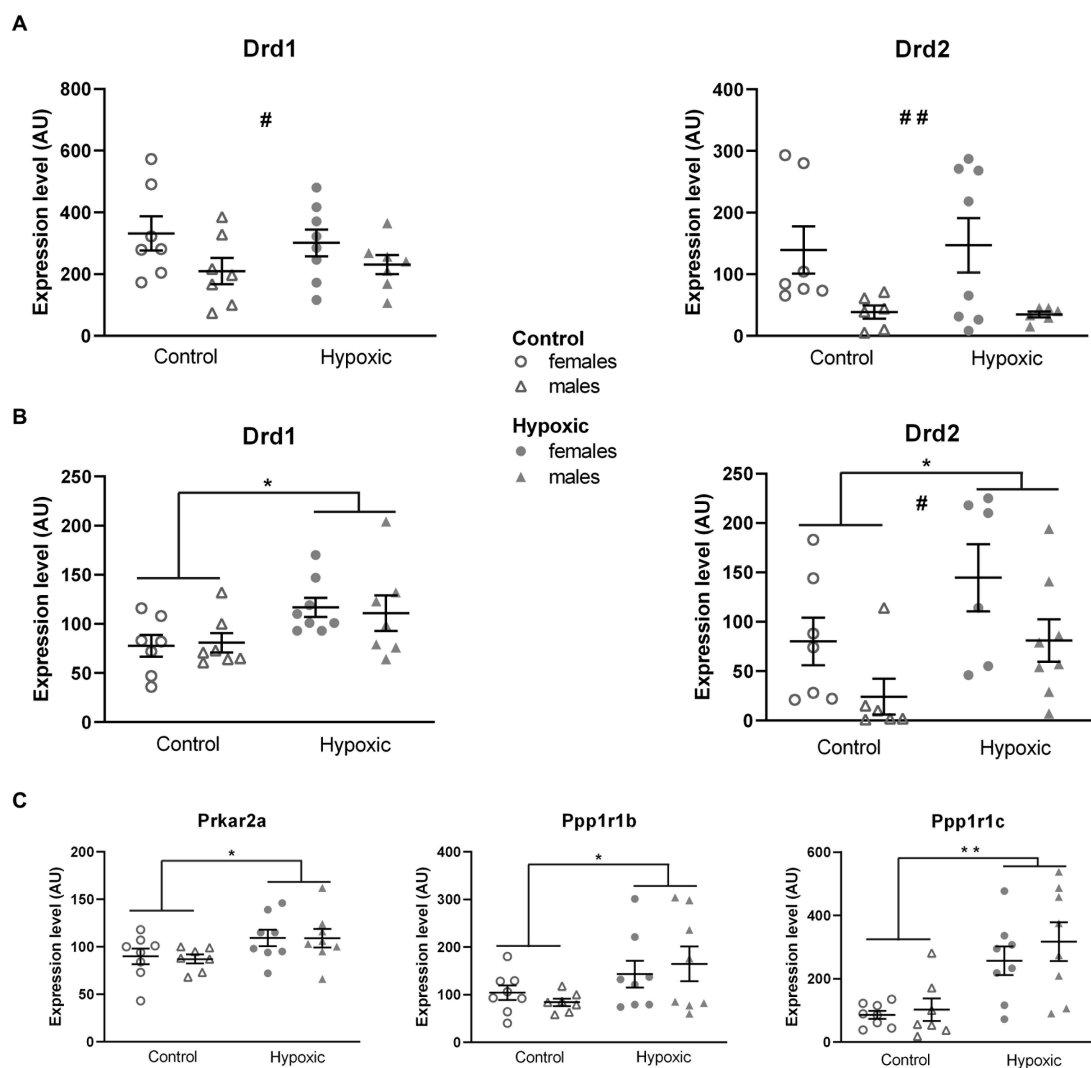 A
Drd1
Expression level (AU)
800
600
400
200
0
#
Control
Hypoxic
Drd2
Expression level (AU)
400
300
200
100
0
# #
Control
Hypoxic
Control
females
males
Hypoxic
females
males
B
Drd1
Expression level (AU)
250
200
150
100
50
0
*
Control
Hypoxic
Drd2
Expression level (AU)
250
200
150
100
50
0
*
#
Control
Hypoxic
C
Prkar2a
Expression level (AU)
200
150
100
50
0
*
Control
Hypoxic
Ppp1r1b
Expression level (AU)
400
300
200
100
0
*
Control
Hypoxic
Ppp1r1c
Expression level (AU)
600
400
200
0
* *
Control
Hypoxic